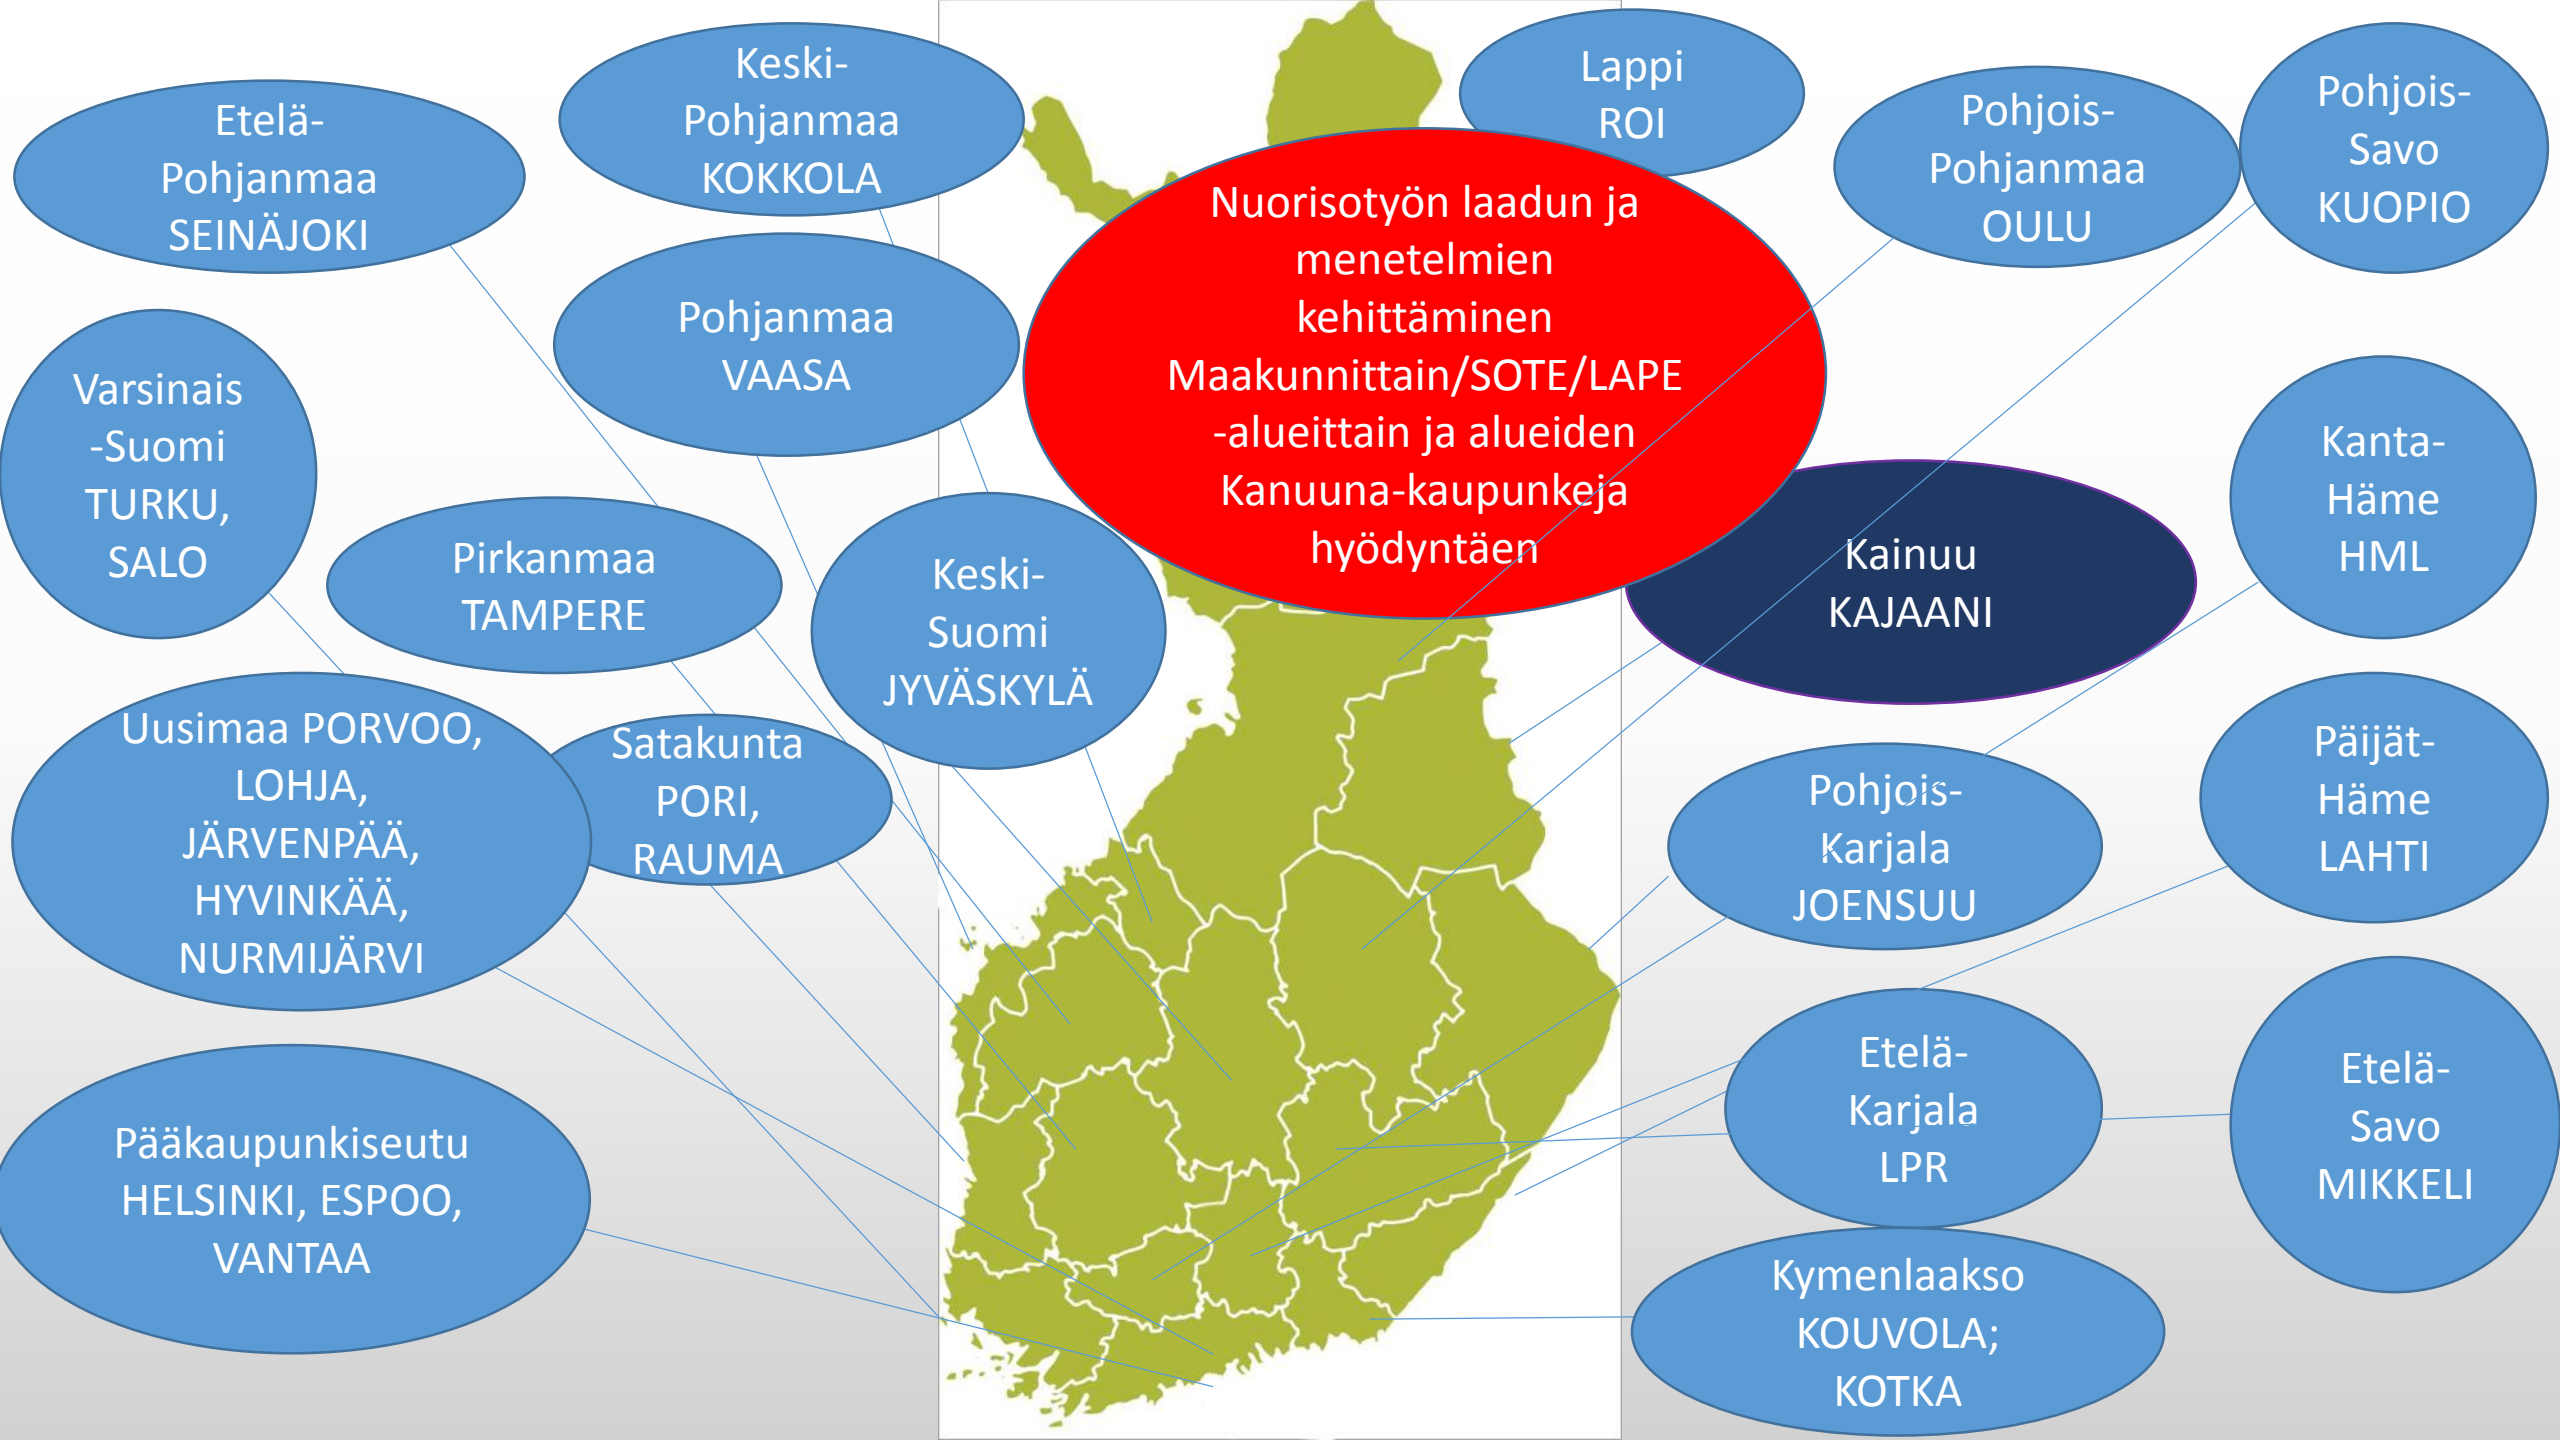 Etelä-
Pohjanmaa
SEINÄJOKI
Keski-
Pohjanmaa
KOKKOLA
Lappi
ROI
Pohjois-
Pohjanmaa
OULU
Pohjois-
Savo
KUOPIO
Nuorisotyön laadun ja
menetelmien
kehittäminen
Maakunnittain/SOTE/LAPE
-alueittain ja alueiden
Kanuuna-kaupunkeja
hyödyntäen
Pohjanmaa
VAASA
Varsinais
-Suomi
TURKU,
SALO
Pirkanmaa
TAMPERE
Keski-
Suomi
JYVÄSKYLÄ
Kainuu
KAJAANI
Kanta-
Häme
HML
Uusimaa PORVOO,
LOHJA,
JÄRVENPÄÄ,
HYVINKÄÄ,
NURMIJÄRVI
Satakunta
PORI,
RAUMA
Pohjois-
Karjala
JOENSUU
Päijät-
Häme
LAHTI
Pääkaupunkiseutu
HELSINKI, ESPOO,
VANTAA
Etelä-
Karjala
LPR
Etelä-
Savo
MIKKELI
Kymenlaakso
KOUVOLA;
KOTKA